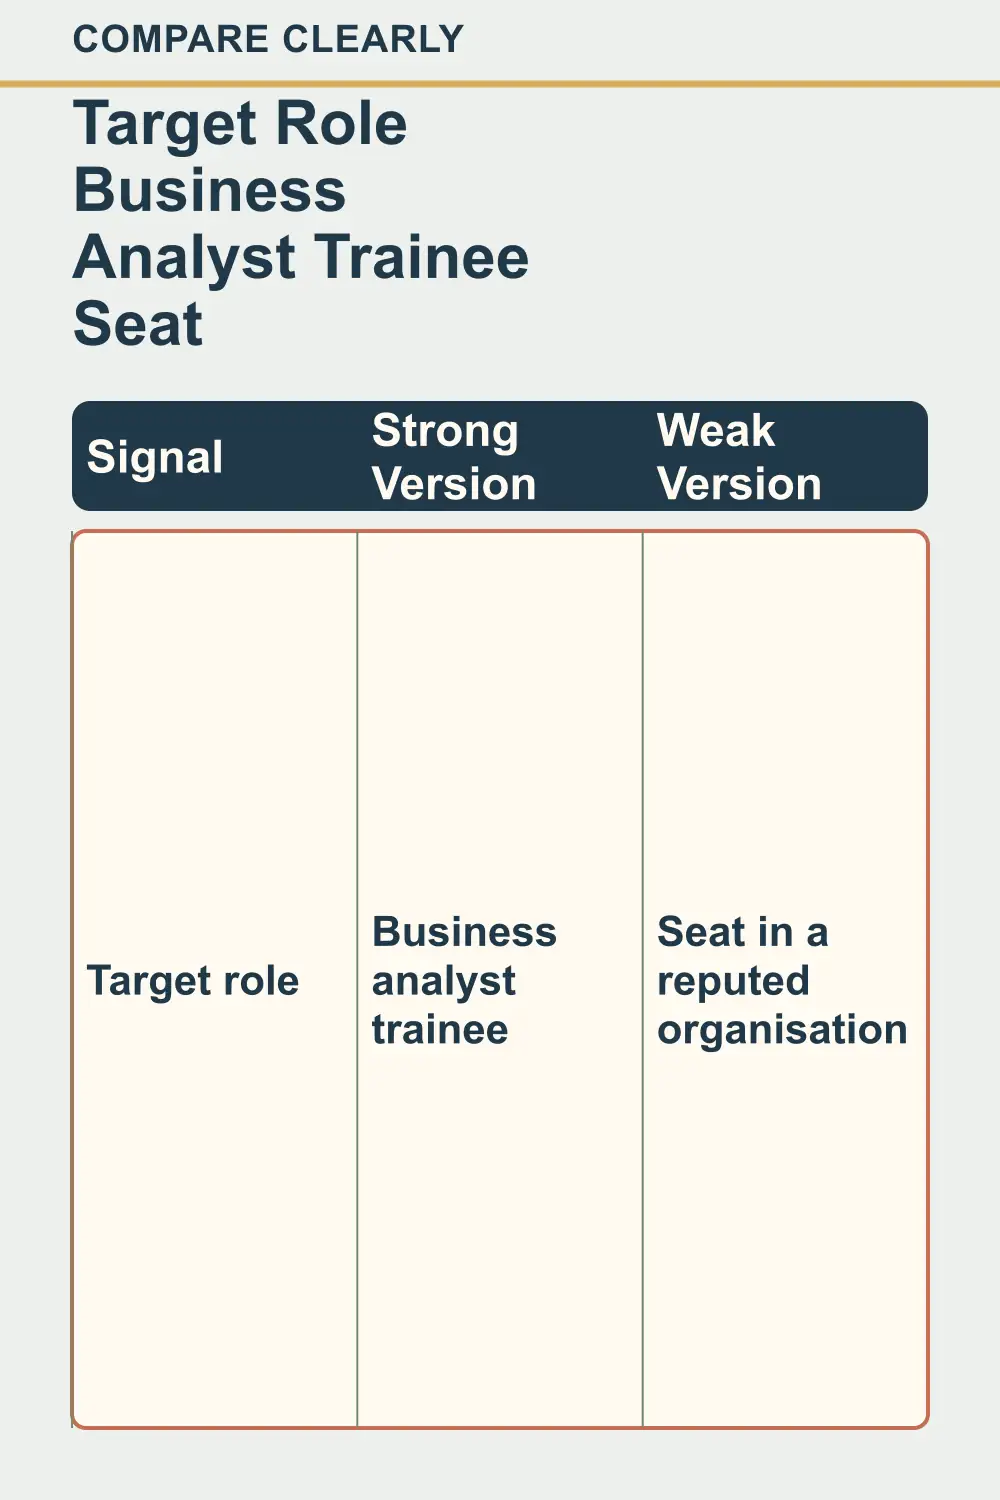 COMPARE CLEARLY
Target Role
Business
Analyst Trainee
Seat
Signal
Strong
Version
Weak
Version
Target role
Business
analyst
trainee
Seat in a
reputed
organisation